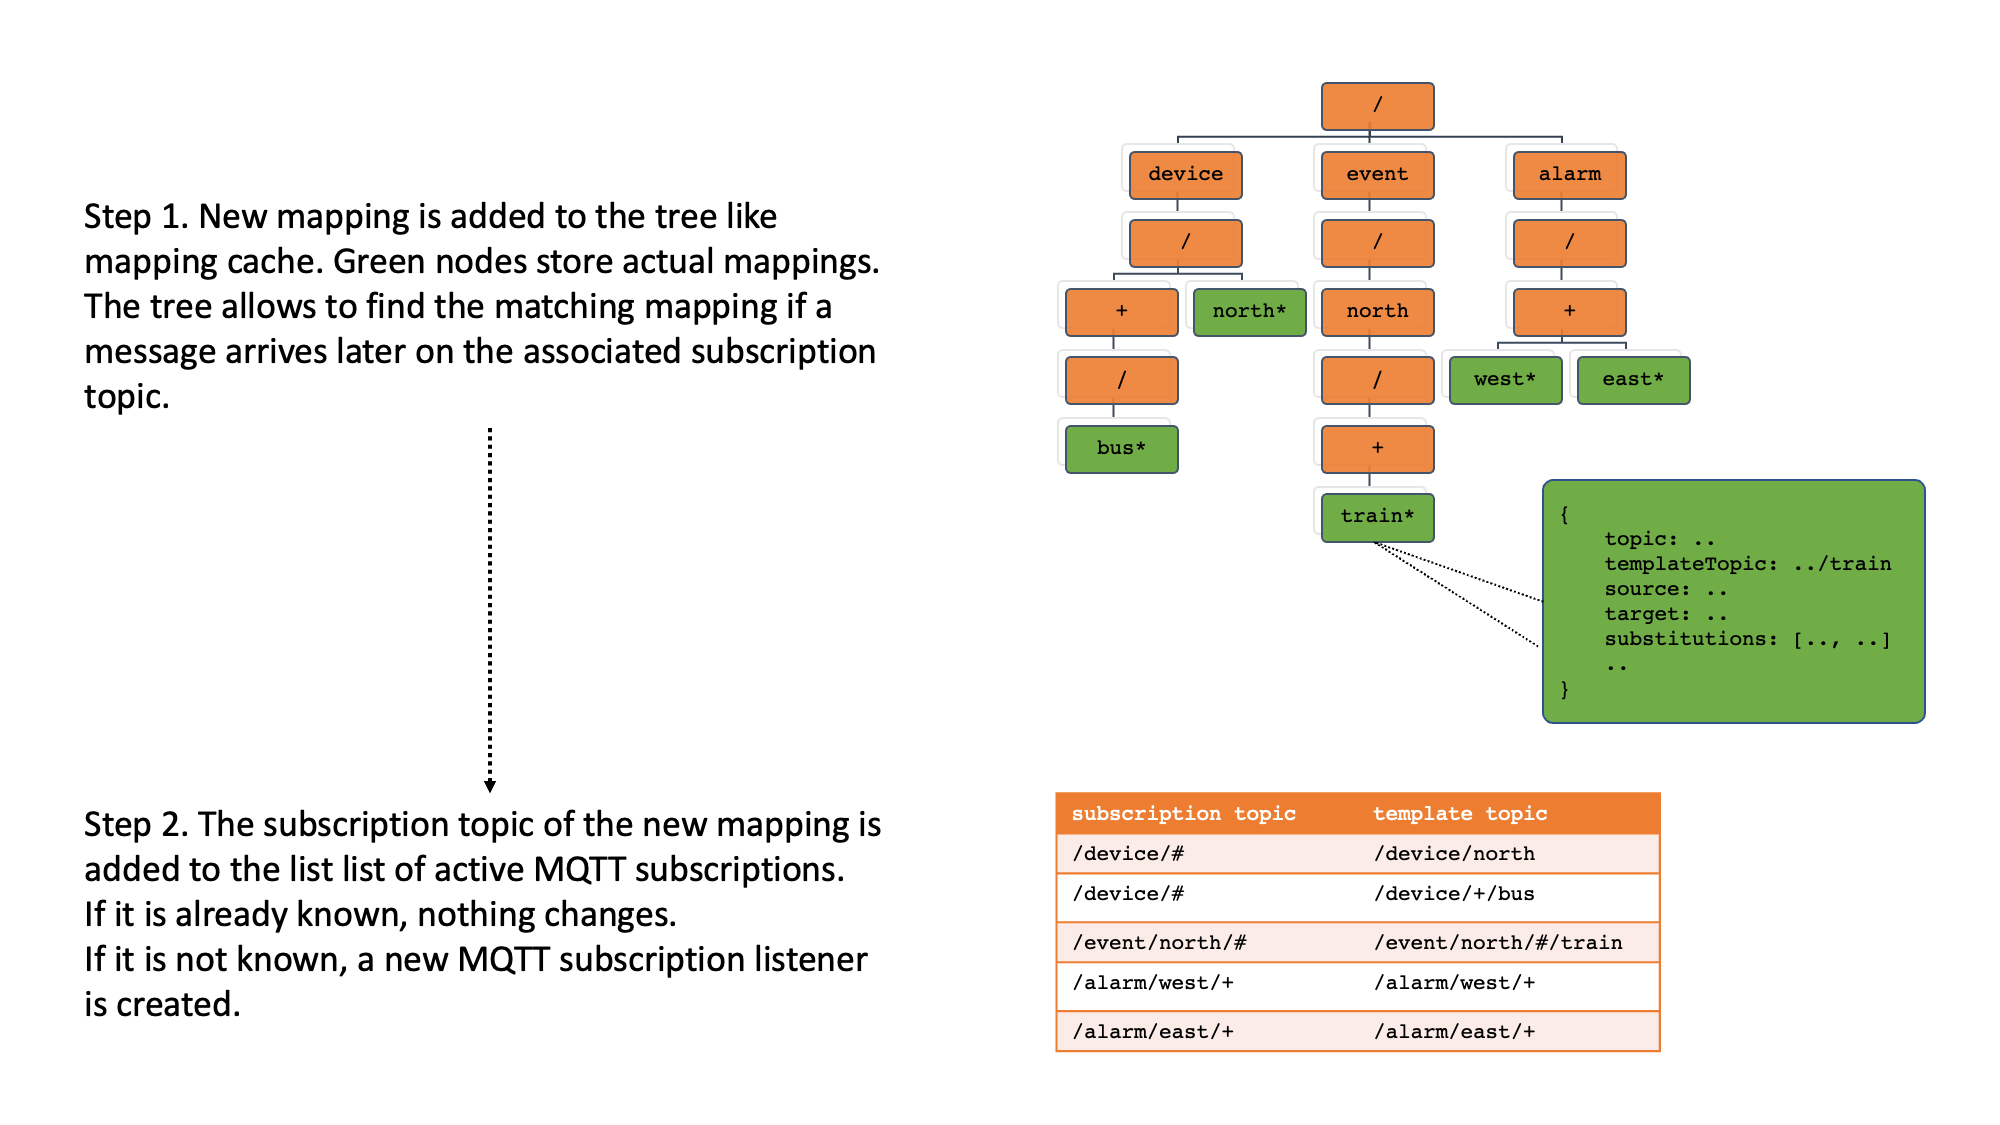 Step 1. New mapping is added to the tree like
mapping cache. Green nodes store actual mappings.
The tree allows to find the matching mapping if a
message arrives later on the associated subscription
topic.
Step 2. The subscription topic of the new mapping is
added to the list list of active MQTT subscriptions.
If it is already known, nothing changes.
If it is not known, a new MQTT subscription listener
is created.
/
device event alarm
/ / /
+ north* north +
/ / west* east*
bus* +
train*
{
topic: ..
templateTopic: ../train
source: ..
target: ..
substitutions: [.., ..]
..
}
subscription topic template topic
/device/# /device/north
/device/# /device/+/bus
/event/north/# /event/north/#/train
/alarm/west/+ /alarm/west/+
/alarm/east/+ /alarm/east/+